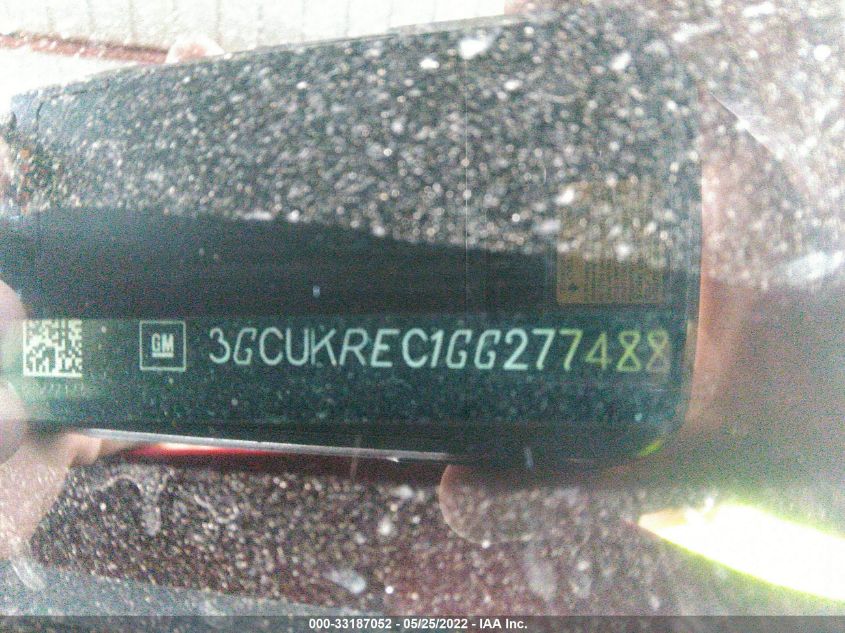 GM 3GCUKREC1GG277488
000-33187052 - 05/25/2022 - IAA Inc.